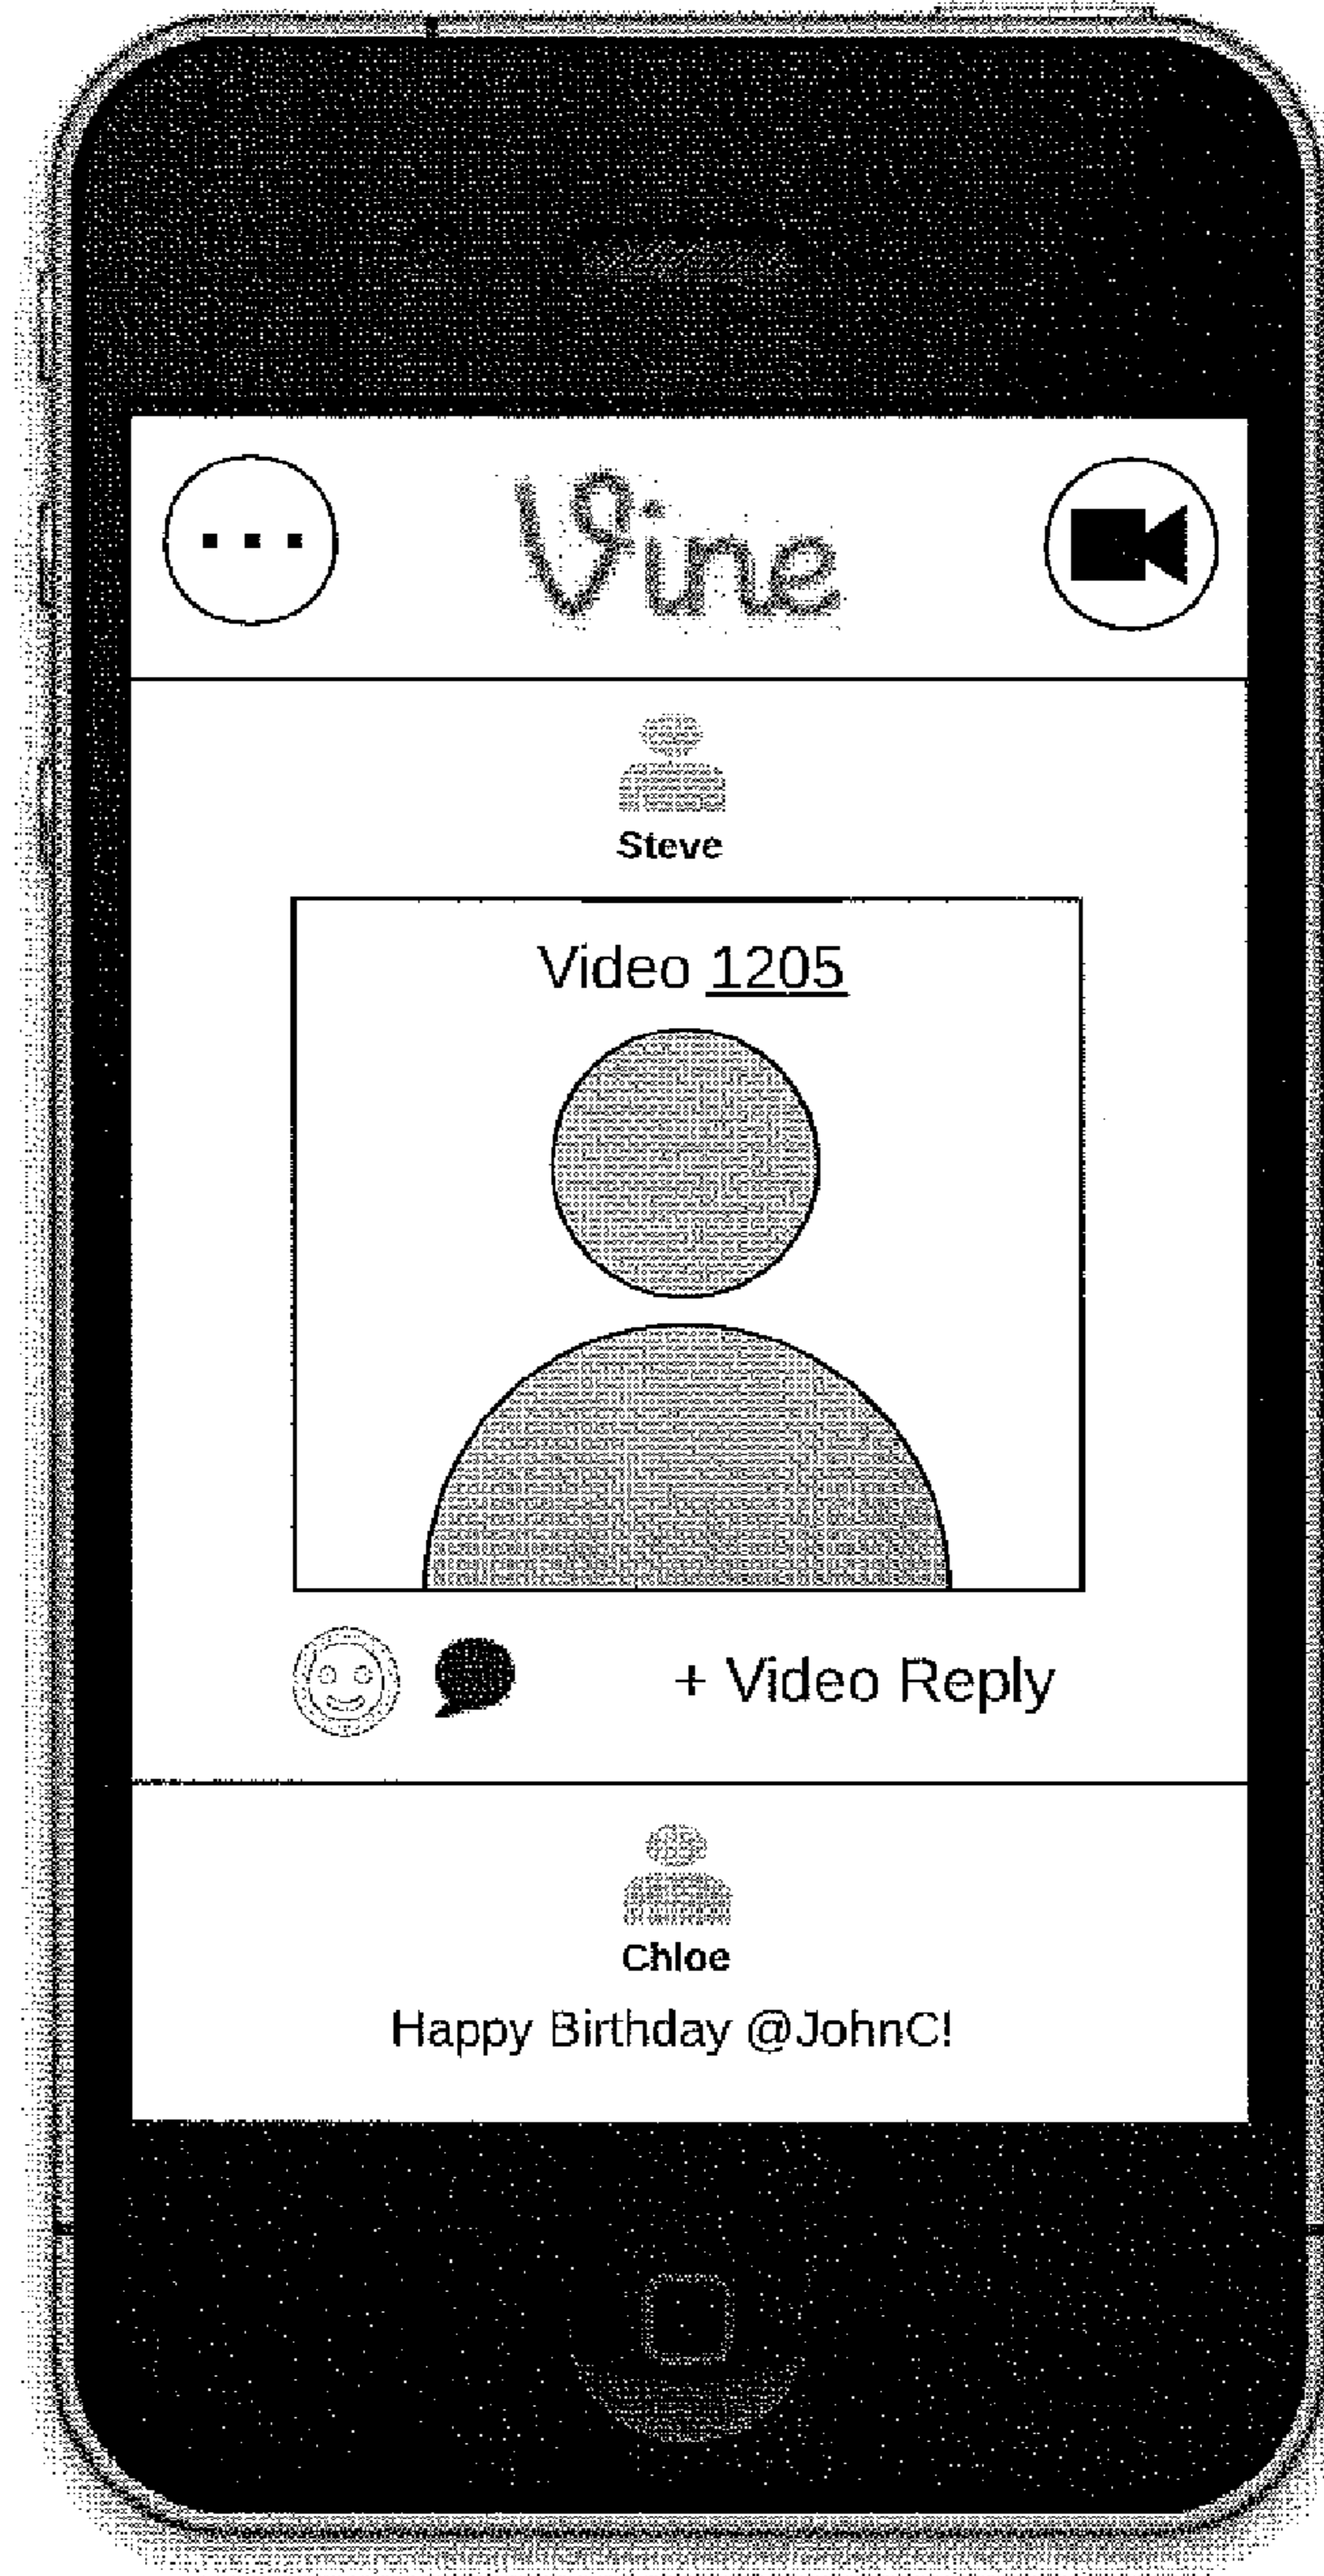 Vine
Steve
Video 1205
+ Video Reply
Chloe
Happy Birthday @JohnC!